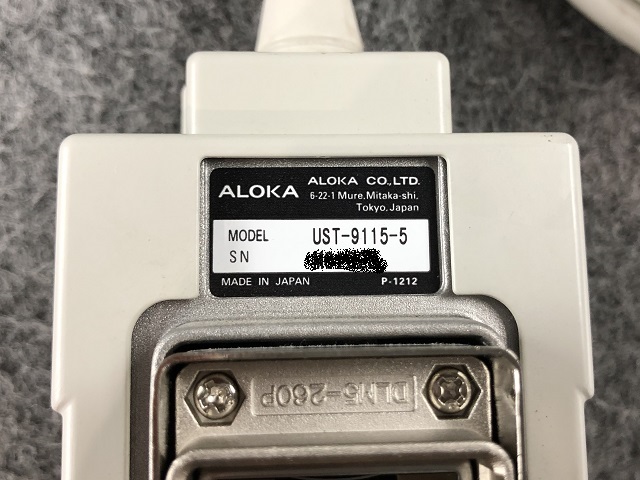 ALOKA
ALOKA CO.,LTD.
6-22-1 Mure, Mitaka-shi,
Tokyo, Japan
MODEL UST-9115-5
SN
MADE IN JAPAN P-1212
DLM5-260P